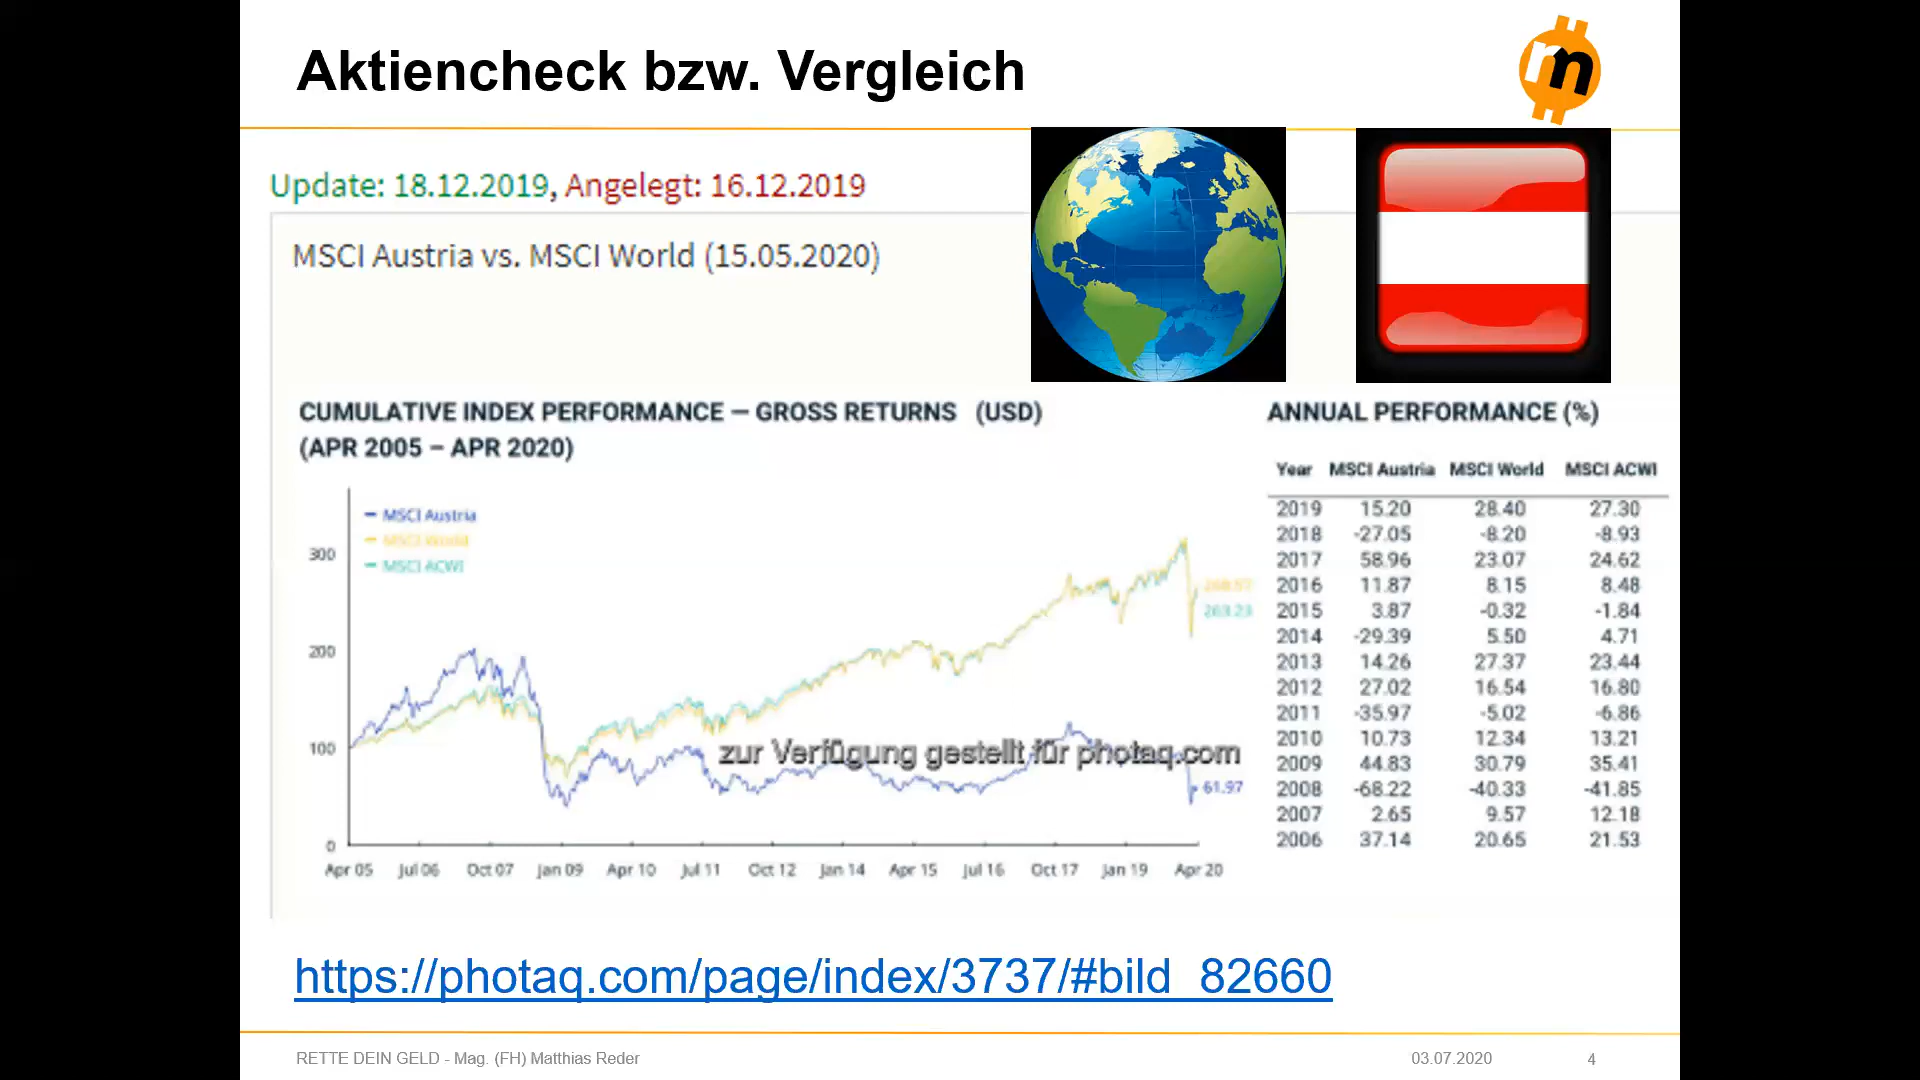 Aktiencheck bzw. Vergleich
m
Update: 18.12.2019, Angelegt: 16.12.2019
MSCI Austria vs. MSCI World (15.05.2020)
CUMULATIVE INDEX PERFORMANCE — GROSS RETURNS (USD)
(APR 2005 – APR 2020)
MSCI Austria
MSCI World
MSCI ACWI
300
200
100
0
268.57
263.23
61.97
Apr 05 Jul 06 Oct 07 Jan 09 Apr 10 Jul 11 Oct 12 Jan 14 Apr 15 Jul 16 Oct 17 Jan 19 Apr 20
zur Verfügung gestellt für photaq.com
ANNUAL PERFORMANCE (%)
Year MSCI Austria MSCI World MSCI ACWI
2019 15.20 28.40 27.30
2018 -27.05 -8.20 -8.93
2017 58.96 23.07 24.62
2016 11.87 8.15 8.48
2015 3.87 -0.32 -1.84
2014 -29.39 5.50 4.71
2013 14.26 27.37 23.44
2012 27.02 16.54 16.80
2011 -35.97 -5.02 -6.86
2010 10.73 12.34 13.21
2009 44.83 30.79 35.41
2008 -68.22 -40.33 -41.85
2007 2.65 9.57 12.18
2006 37.14 20.65 21.53
https://photaq.com/page/index/3737/#bild_82660
RETTE DEIN GELD - Mag. (FH) Matthias Reder
03.07.2020
4